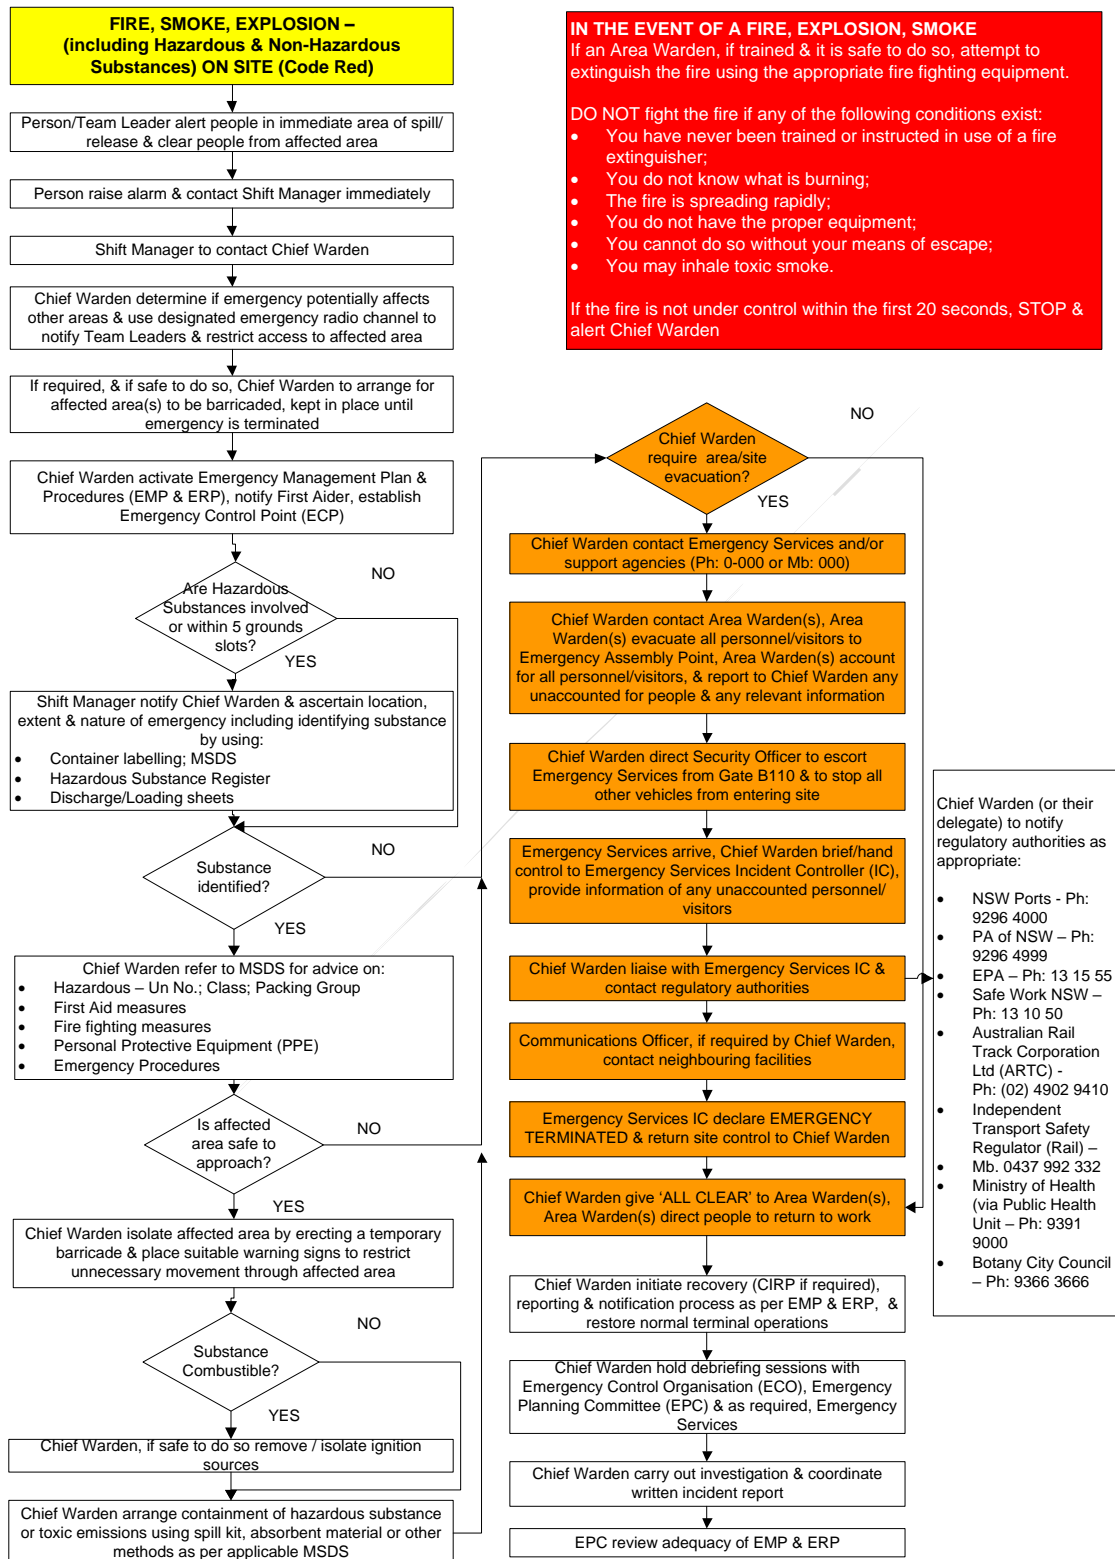 FIRE, SMOKE, EXPLOSION –
(including Hazardous & Non-Hazardous
Substances) ON SITE (Code Red)
Person/Team Leader alert people in immediate area of spill/
release & clear people from affected area
Person raise alarm & contact Shift Manager immediately
Shift Manager to contact Chief Warden
Chief Warden determine if emergency potentially affects
other areas & use designated emergency radio channel to
notify Team Leaders & restrict access to affected area
If required, & if safe to do so, Chief Warden to arrange for
affected area(s) to be barricaded, kept in place until
emergency is terminated
Chief Warden activate Emergency Management Plan &
Procedures (EMP & ERP), notify First Aider, establish
Emergency Control Point (ECP)
Are Hazardous
Substances involved
or within 5 grounds
slots?
NO
YES
Shift Manager notify Chief Warden & ascertain location,
extent & nature of emergency including identifying substance
by using:
• Container labelling; MSDS
• Hazardous Substance Register
• Discharge/Loading sheets
Substance
identified?
NO
YES
Chief Warden refer to MSDS for advice on:
• Hazardous – Un No.; Class; Packing Group
• First Aid measures
• Fire fighting measures
• Personal Protective Equipment (PPE)
• Emergency Procedures
Is affected
area safe to
approach?
NO
YES
Chief Warden isolate affected area by erecting a temporary
barricade & place suitable warning signs to restrict
unnecessary movement through affected area
Substance
Combustible?
NO
YES
Chief Warden, if safe to do so remove / isolate ignition
sources
Chief Warden arrange containment of hazardous substance
or toxic emissions using spill kit, absorbent material or other
methods as per applicable MSDS
IN THE EVENT OF A FIRE, EXPLOSION, SMOKE
If an Area Warden, if trained & it is safe to do so, attempt to
extinguish the fire using the appropriate fire fighting equipment.
DO NOT fight the fire if any of the following conditions exist:
• You have never been trained or instructed in use of a fire
extinguisher;
• You do not know what is burning;
• The fire is spreading rapidly;
• You do not have the proper equipment;
• You cannot do so without your means of escape;
• You may inhale toxic smoke.
If the fire is not under control within the first 20 seconds, STOP &
alert Chief Warden
Chief Warden
require area/site
evacuation?
NO
YES
Chief Warden contact Emergency Services and/or
support agencies (Ph: 0-000 or Mb: 000)
Chief Warden contact Area Warden(s), Area
Warden(s) evacuate all personnel/visitors to
Emergency Assembly Point, Area Warden(s) account
for all personnel/visitors, & report to Chief Warden any
unaccounted for people & any relevant information
Chief Warden direct Security Officer to escort
Emergency Services from Gate B110 & to stop all
other vehicles from entering site
Emergency Services arrive, Chief Warden brief/hand
control to Emergency Services Incident Controller (IC),
provide information of any unaccounted personnel/
visitors
Chief Warden liaise with Emergency Services IC &
contact regulatory authorities
Communications Officer, if required by Chief Warden,
contact neighbouring facilities
Emergency Services IC declare EMERGENCY
TERMINATED & return site control to Chief Warden
Chief Warden give ‘ALL CLEAR’ to Area Warden(s),
Area Warden(s) direct people to return to work
Chief Warden initiate recovery (CIRP if required),
reporting & notification process as per EMP & ERP, &
restore normal terminal operations
Chief Warden hold debriefing sessions with
Emergency Control Organisation (ECO), Emergency
Planning Committee (EPC) & as required, Emergency
Services
Chief Warden carry out investigation & coordinate
written incident report
EPC review adequacy of EMP & ERP
Chief Warden (or their
delegate) to notify
regulatory authorities as
appropriate:
• NSW Ports - Ph:
9296 4000
• PA of NSW – Ph:
9296 4999
• EPA – Ph: 13 15 55
• Safe Work NSW –
Ph: 13 10 50
• Australian Rail
Track Corporation
Ltd (ARTC) -
Ph: (02) 4902 9410
• Independent
Transport Safety
Regulator (Rail) –
• Mb. 0437 992 332
• Ministry of Health
(via Public Health
Unit – Ph: 9391
9000
• Botany City Council
– Ph: 9366 3666